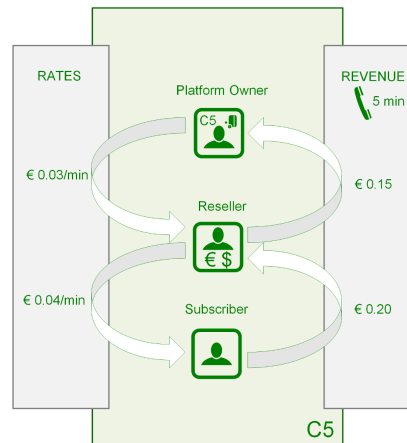 RATES
REVENUE
5 min
Platform Owner
C5
€ 0.03/min
€ 0.15
Reseller
€ $
€ 0.04/min
€ 0.20
Subscriber
C5